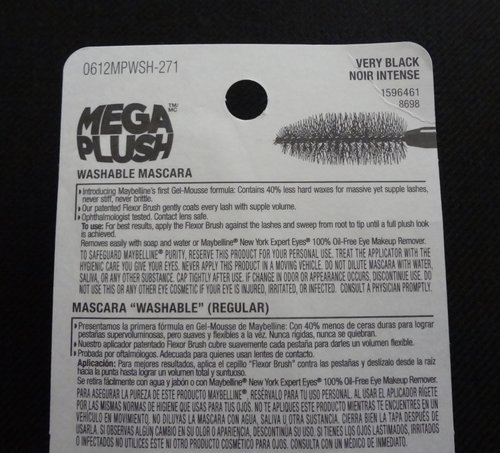 0612MPWSH-271
VERY BLACK
NOIR INTENSE
1596461
8698
MEGA TM/
PLUSH MC
WASHABLE MASCARA
Introducing Maybelline's first Gel-Mousse formula: Contains 40% less hard waxes for massive yet supple lashes,
never stiff, never brittle.
Our patented Flexor Brush gently coats every lash with supple volume.
Ophthalmologist tested. Contact lens safe.
To use: For best results, apply the Flexor Brush against the lashes and sweep from root to tip until a full plush look
is achieved.
Removes easily with soap and water or Maybelline® New York Expert Eyes® 100% Oil-Free Eye Makeup Remover.
TO SAFEGUARD MAYBELLINE® PURITY, RESERVE THIS PRODUCT FOR YOUR PERSONAL USE. TREAT THE APPLICATOR WITH THE
HYGIENIC CARE YOU GIVE YOUR EYES. NEVER APPLY THIS PRODUCT IN A MOVING VEHICLE. DO NOT DILUTE MASCARA WITH WATER,
SALIVA, OR ANY OTHER SUBSTANCE. CAP TIGHTLY AFTER USE. IF CHANGE IN ODOR OR APPEARANCE OCCURS, DISCONTINUE USE. DO
NOT USE THIS OR ANY OTHER EYE COSMETIC IF YOUR EYE IS INJURED, IRRITATED, OR INFECTED. CONSULT A PHYSICIAN PROMPTLY.
MASCARA "WASHABLE" (REGULAR)
Presentamos la primera fórmula en Gel-Mousse de Maybelline: Con 40% menos de ceras duras para lograr
pestañas supervoluminosas, pero suaves y flexibles a la vez. Nunca rígidas, nunca se quiebran.
Nuestro aplicador patentado Flexor Brush cubre suavemente cada pestaña para darles un volumen flexible.
Probada por oftalmólogos. Adecuada para quienes usan lentes de contacto.
Aplicación: Para mejores resultados, aplica el cepillo "Flexor Brush" contra las pestañas y deslízalo desde la raíz
hacia la punta hasta lograr un volumen total y suntuoso.
Se retira fácilmente con agua y jabón o con Maybelline® New York Expert Eyes® 100% Oil-Free Eye Makeup Remover.
PARA ASEGURAR LA PUREZA DE ESTE PRODUCTO MAYBELLINE®, RESÉRVALO PARA TU USO PERSONAL. AL USAR EL APLICADOR RÍGETE
POR LAS MISMAS NORMAS DE HIGIENE QUE USAS PARA TUS OJOS. NO TE APLIQUES ESTE PRODUCTO MIENTRAS TE ENCUENTRES EN UN
VEHÍCULO EN MOVIMIENTO, NO DILUYAS LA MASCARA CON AGUA, SALIVA U OTRA SUSTANCIA. CIERRA BIEN LA TAPA DESPUÉS DE
USARLA. SI OBSERVAS ALGÚN CAMBIO EN SU OLOR O APARIENCIA, DESCONTINÚA SU USO. SI TIENES LOS OJOS LASTIMADOS, IRRITADOS
O INFECTADOS NO UTILICES ESTE NI OTRO PRODUCTO COSMÉTICO PARA OJOS. CONSULTA CON UN MÉDICO DE INMEDIATO.